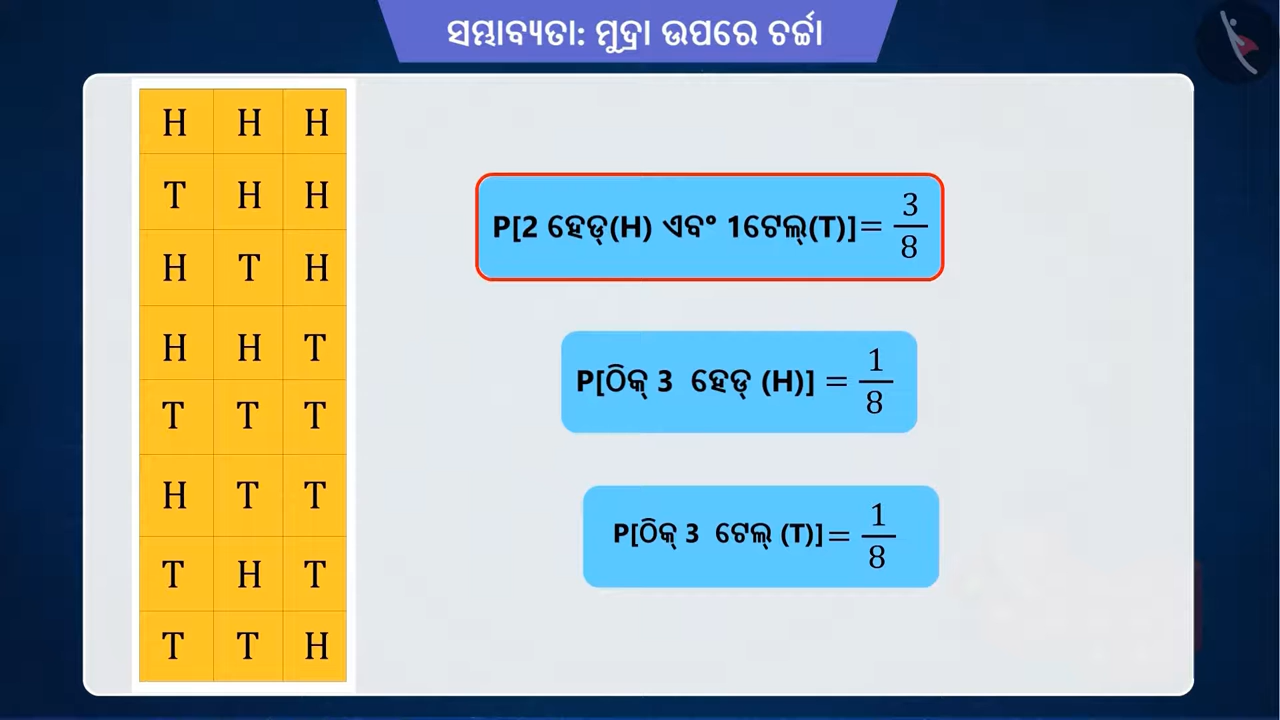 ସମ୍ଭାବ୍ୟତା: ମୁଦ୍ରା ଉପରେ ଚର୍ଚ୍ଚା
H H H
T H H
H T H
H H T
T T T
H T T
T H T
T T H
P[2 ହେଡ୍(H) ଏବଂ 1ଟେଲ୍(T)]= 3/8
P[ଠିକ୍ 3 ହେଡ୍ (H)] = 1/8
P[ଠିକ୍ 3 ଟେଲ୍ (T)]= 1/8